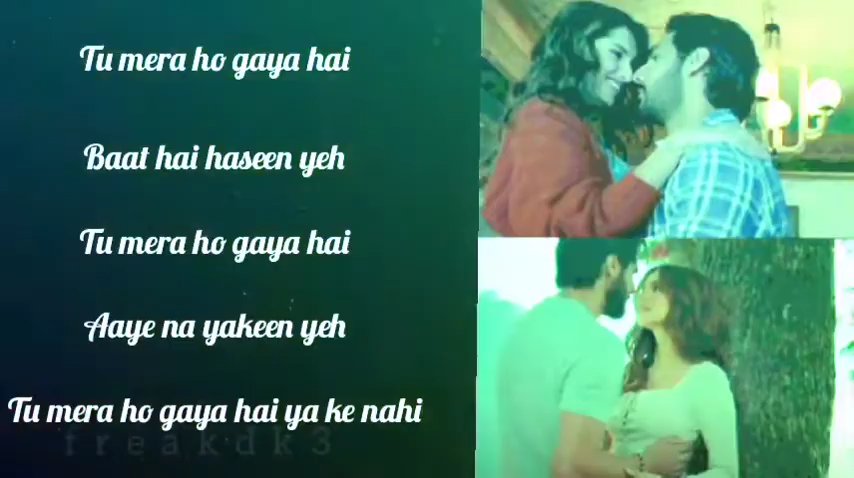 Tu mera ho gaya hai
Baat hai haseen yeh
Tu mera ho gaya hai
Aaye na yakeen yeh
Tu mera ho gaya hai ya ke nahi
freakdk3